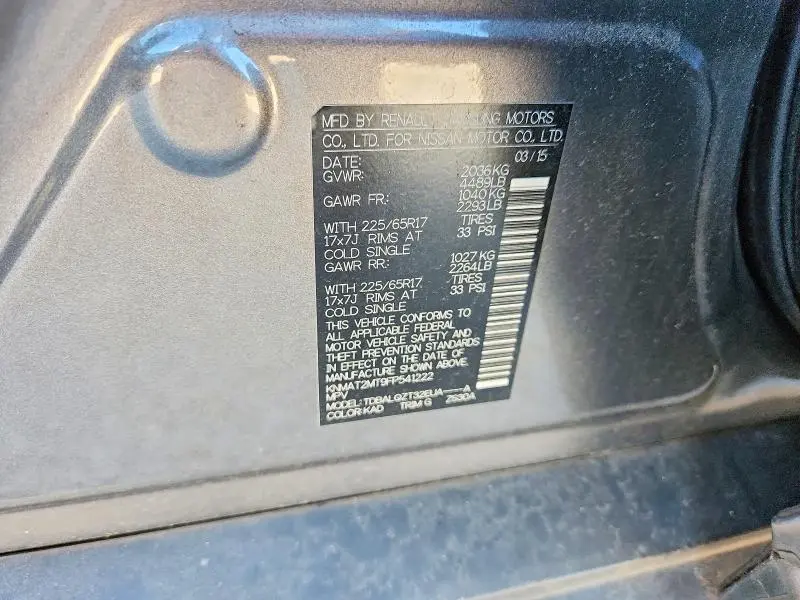 MFD BY RENAULT MOTORS
CO., LTD. FOR NISSAN MOTOR CO., LTD.
DATE: 03/15
GVWR: 2036KG
4489LB
GAWR FR: 1040KG
2293LB
WITH 225/65R17 TIRES
17x7J RIMS AT 33 PSI
COLD SINGLE
GAWR RR: 1027KG
2264LB
WITH 225/65R17 TIRES
17x7J RIMS AT 33 PSI
COLD SINGLE
THIS VEHICLE CONFORMS TO
ALL APPLICABLE FEDERAL
MOTOR VEHICLE SAFETY AND
THEFT PREVENTION STANDARDS
IN EFFECT ON THE DATE OF
MANUFACTURE SHOWN ABOVE.
KNMAT2MT9FP541222
MPV
MODEL: TDBALQZT32EUA----A
COLOR:KAD TRIM:G ZS30A